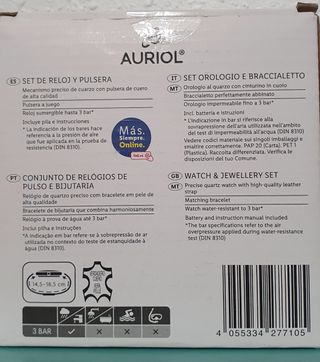 AURIOL®
ES SET DE RELOJ Y PULSERA
Mecanismo preciso de cuarzo con pulsera de cuero
de alta calidad
Pulsera a juego
Reloj sumergible hasta 3 bar*
Incluye pila e instrucciones
* La indicación de los bares hace
referencia a la presión de aire
que fue aplicada en la prueba de
resistencia (DIN 8310).
Más.
Siempre.
Online.
IT SET OROLOGIO E BRACCIALETTO
MT Orologio al quarzo con cinturino in cuoio
Braccialetto perfettamente abbinato
Orologio impermeabile fino a 3 bar*
Incl. batteria e istruzioni
* L'indicazione in bar si riferisce alla
sovrapressione dell'aria utilizzata nell'ambito
del test di impermeabilità all'acqua (DIN 8310)
PAP 20 (Carta). PET 1
(Plastica). Raccolta differenziata. Verifica le
disposizioni del tuo Comune.
PT CONJUNTO DE RELÓGIOS DE
PULSO E BIJUTARIA
Relógio de quartzo preciso com bracelete em pele de
alta qualidade
Bracelete de bijutaria que combina harmoniosamente
Relógio à prova de água até 3 bar*
Inclui pilha e instruções
* A indicação em bar refere-se à sobrepressão de ar
utilizada no contexto do teste de estanquidade à
água (DIN 8310).
GB WATCH & JEWELLERY SET
MT Precise quartz watch with high-quality leather
strap
Matching bracelet
Watch water-resistant to 3 bar*
Battery and instruction manual included
*The bar specifications refer to the air
overpressure applied during water-resistance
test (DIN 8310)
14,5-18,5 cm
3 BAR
4 055334 277105